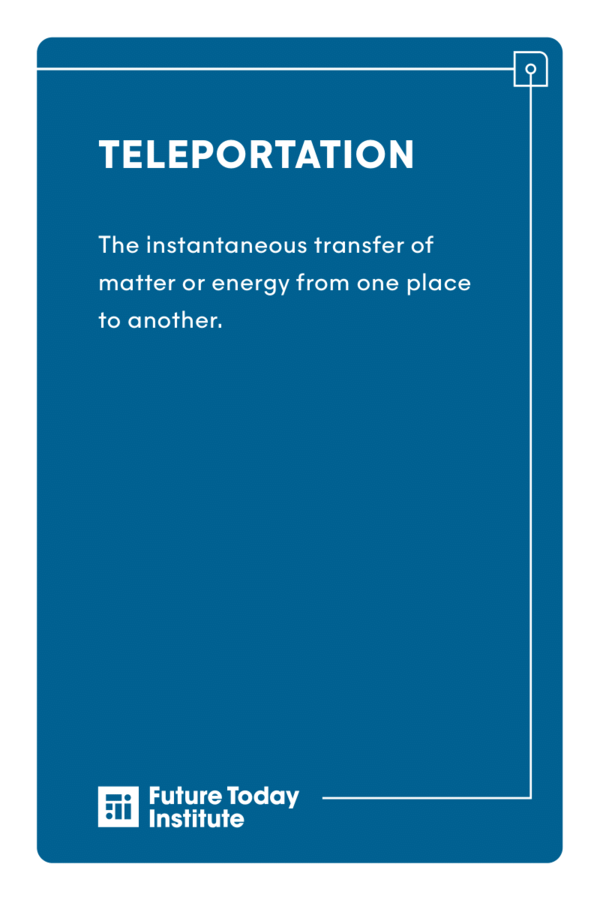 TELEPORTATION
The instantaneous transfer of
matter or energy from one place
to another.
Future Today
Institute